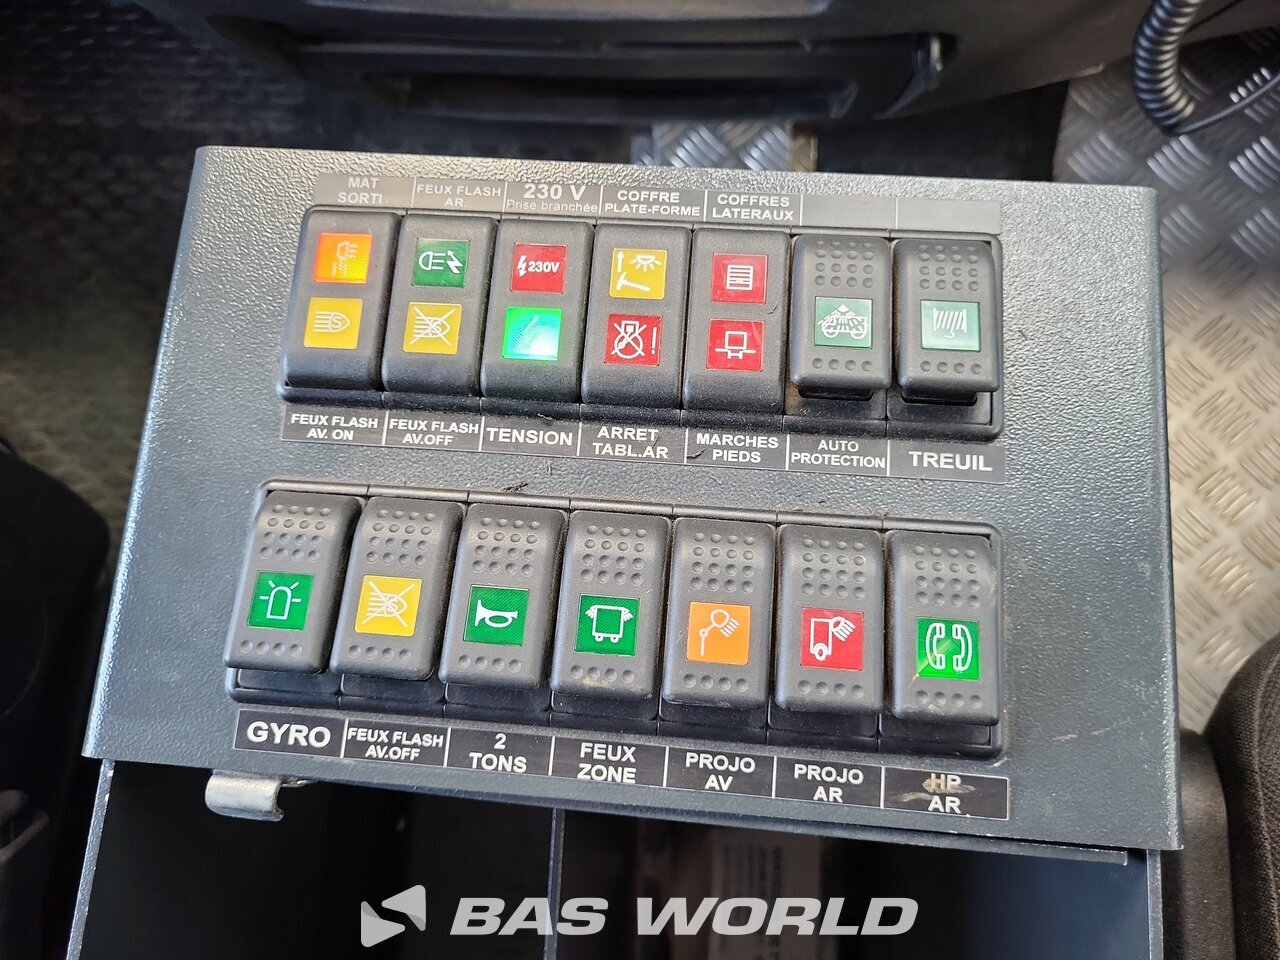 MAT
SORTI
FEUX FLASH
AR.
230 V
Prise branchée
COFFRE
PLATE-FORME
COFFRES
LATERAUX
230V
S
S
!
FEUX FLASH
AV. ON
FEUX FLASH
AV.OFF
TENSION
ARRET
TABL.AR
MARCHES
PIEDS
AUTO
PROTECTION
TREUIL
S
GYRO
FEUX FLASH
AV.OFF
2
TONS
FEUX
ZONE
PROJO
AV
PROJO
AR
HP
AR
BAS WORLD